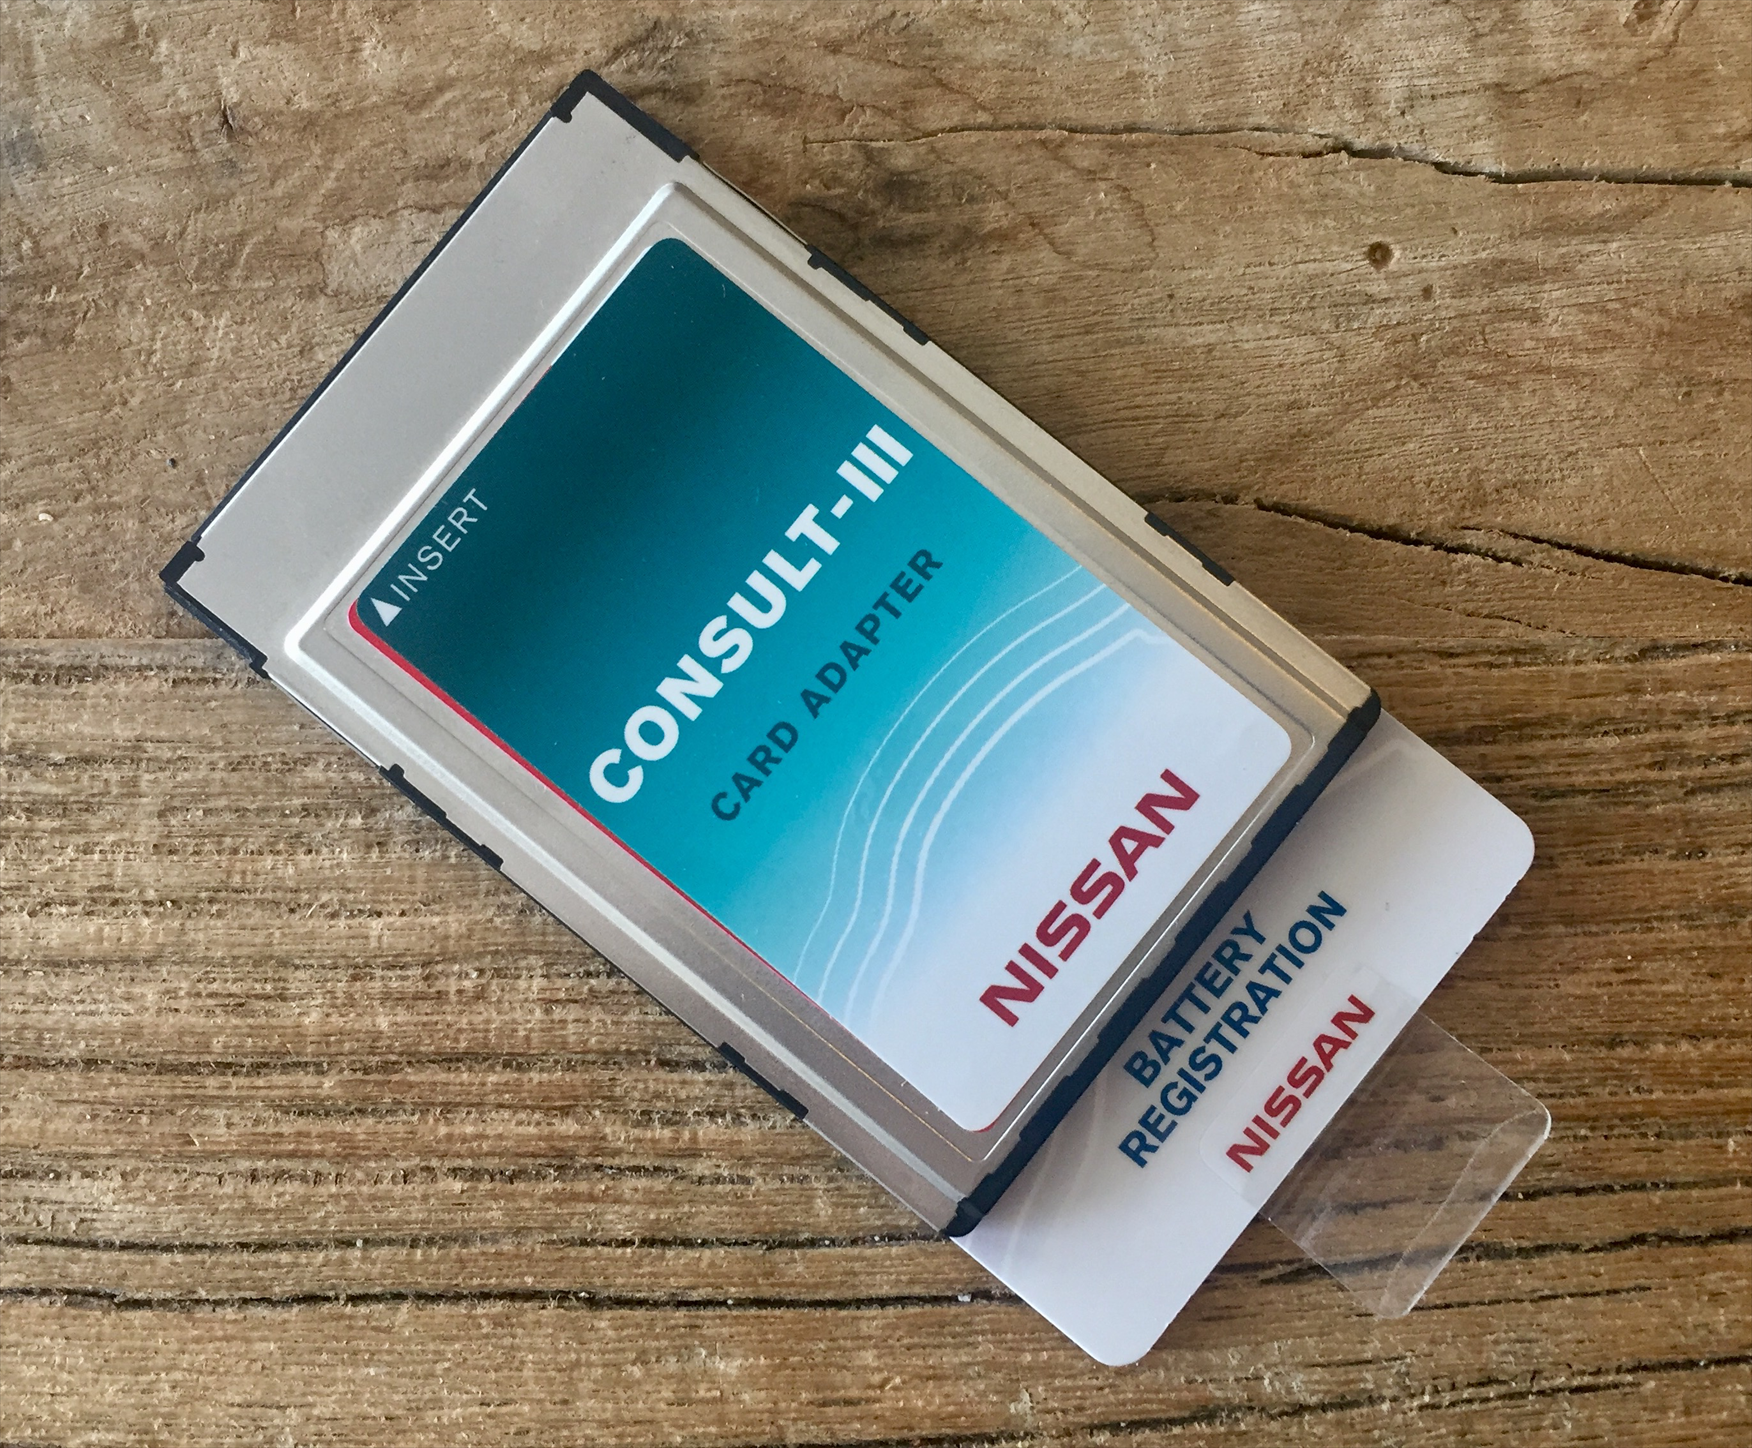 ▲INSERT
CONSULT-III
CARD ADAPTER
NISSAN
BATTERY
REGISTRATION
NISSAN